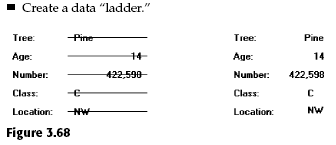 ■ Create a data “ladder.”
Tree: Pine Tree: Pine
Age: 14 Age: 14
Number: 422,598 Number: 422,598
Class: C Class: C
Location: NW Location: NW
Figure 3.68